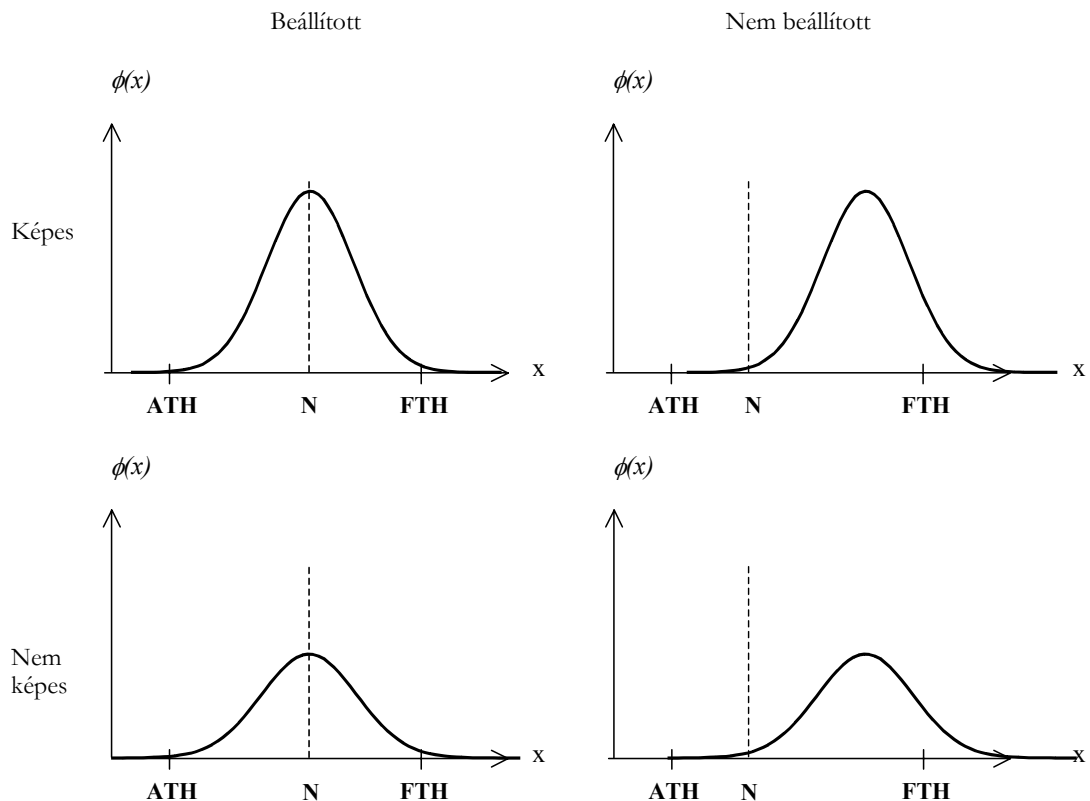 Beállított
Nem beállított
ϕ(x)
ϕ(x)
Képes
x
x
ATH N FTH
ATH N FTH
ϕ(x)
ϕ(x)
Nem
képes
x
x
ATH N FTH
ATH N FTH